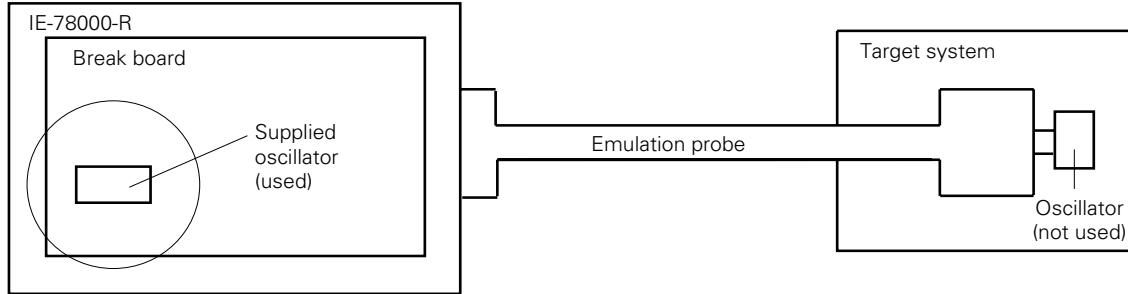 IE-78000-R
Break board
Target system
Supplied
oscillator
(used)
Emulation probe
Oscillator
(not used)